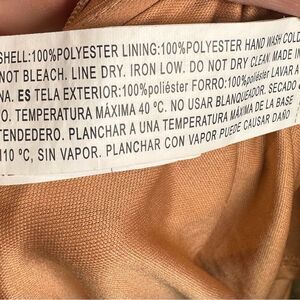 SHELL:100%POLYESTER LINING:100%POLYESTER HAND WASH COLD
NOT BLEACH. LINE DRY. IRON LOW. DO NOT DRY CLEAN. MADE IN
NA. ES TELA EXTERIOR:100%poliéster FORRO:100%poliéster LAVAR A
O. TEMPERATURA MÁXIMA 40 ºC. NO USAR BLANQUEADOR. SECADO
TENDEDERO. PLANCHAR A UNA TEMPERATURA MÁXIMA DE LA BASE
110 ºC, SIN VAPOR. PLANCHAR CON VAPOR PUEDE CAUSAR DAÑO